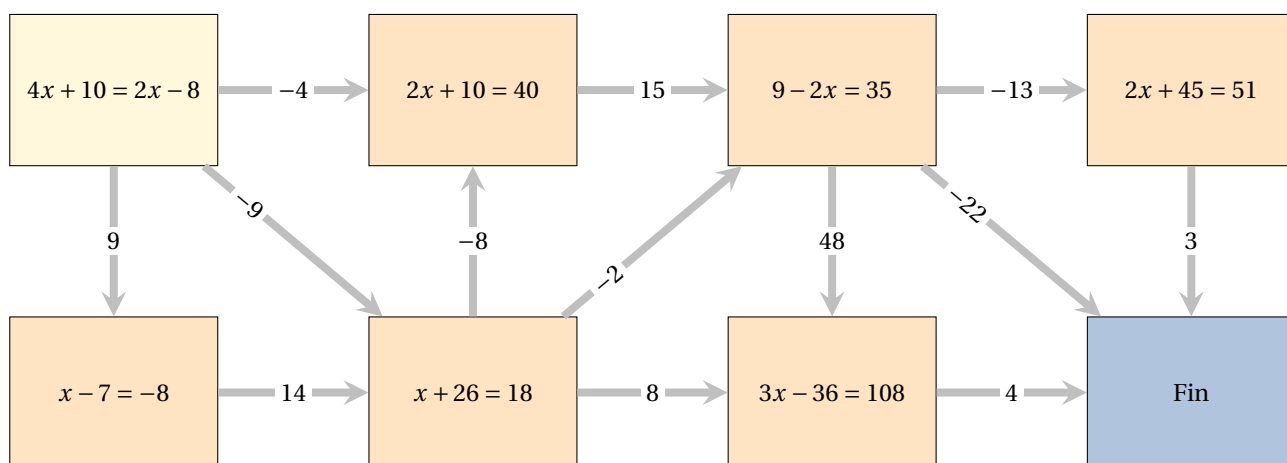 4x + 10 = 2x − 8 −4 2x + 10 = 40 15 9 − 2x = 35 −13 2x + 45 = 51
9 −9 −8 −2 48 −22 3
x − 7 = −8 14 x + 26 = 18 8 3x − 36 = 108 4 Fin